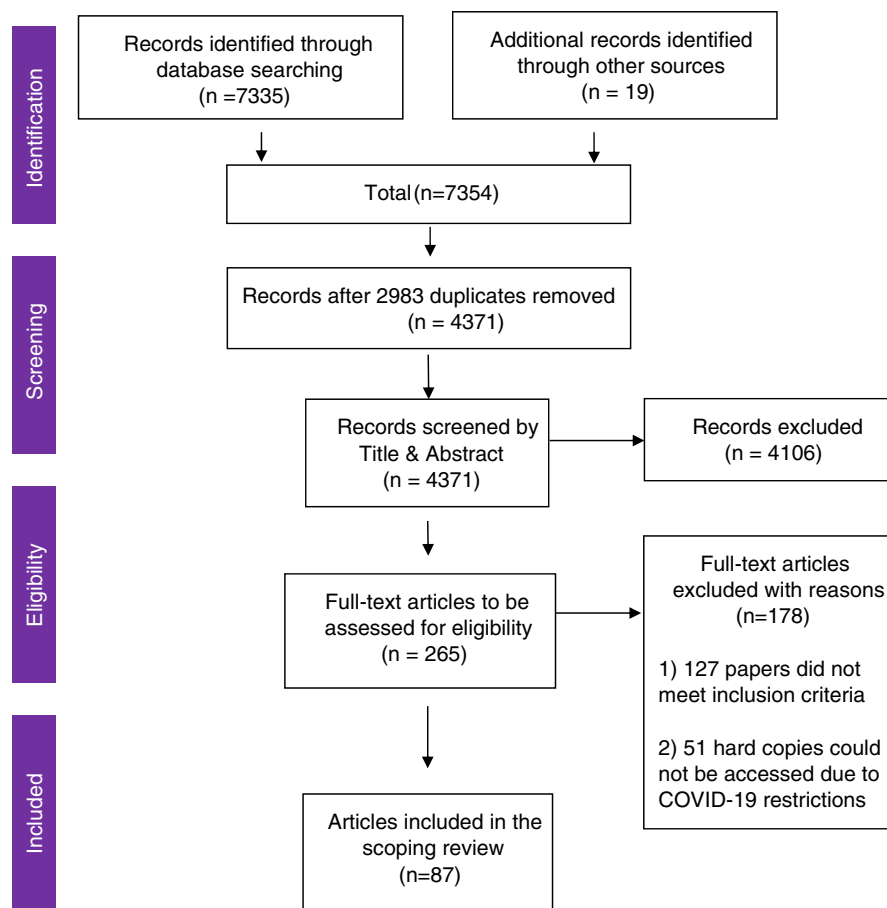 Identification
Records identified through
database searching
(n =7335)
Additional records identified
through other sources
(n = 19)
Total (n=7354)
Screening
Records after 2983 duplicates removed
(n = 4371)
Records screened by
Title & Abstract
(n = 4371)
Records excluded
(n = 4106)
Eligibility
Full-text articles to be
assessed for eligibility
(n = 265)
Full-text articles
excluded with reasons
(n=178)
1) 127 papers did not
meet inclusion criteria
2) 51 hard copies could
not be accessed due to
COVID-19 restrictions
Included
Articles included in the
scoping review
(n=87)